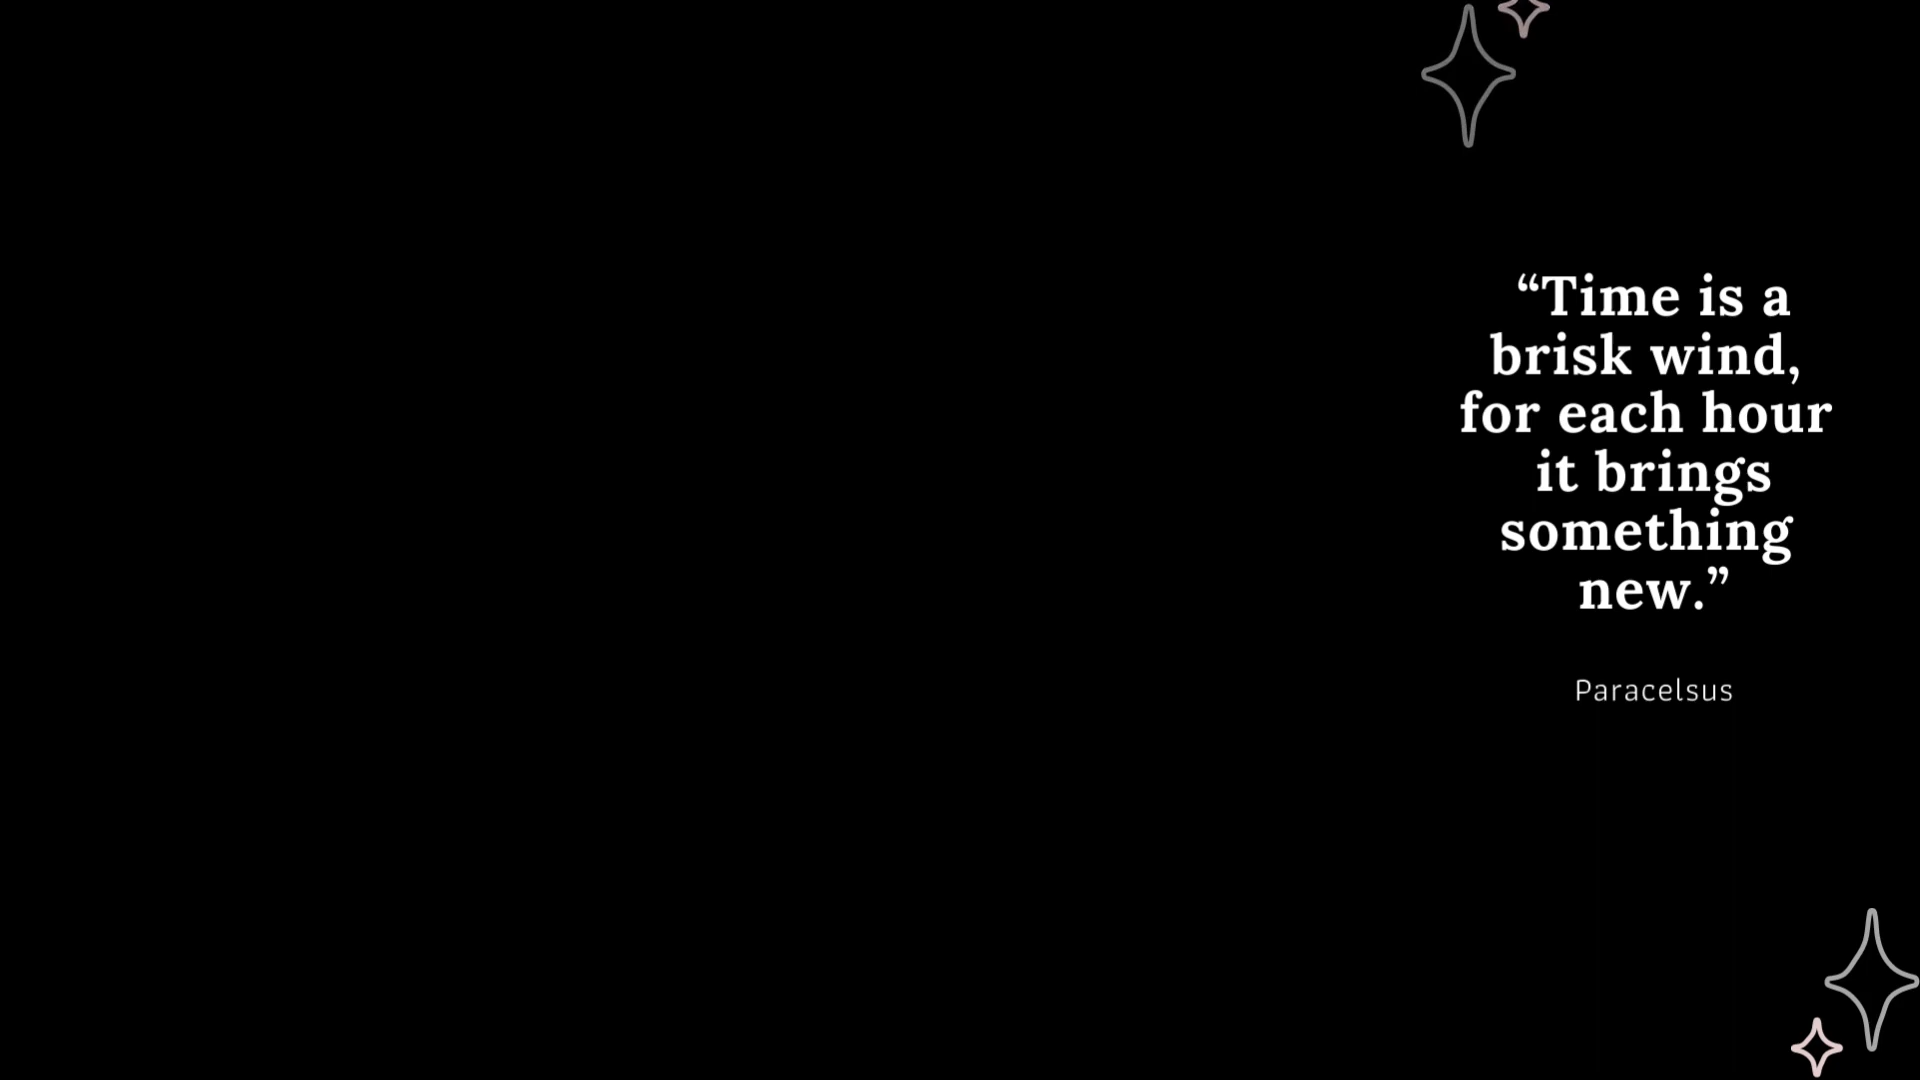 “Time is a
brisk wind,
for each hour
it brings
something
new.”
Paracelsus